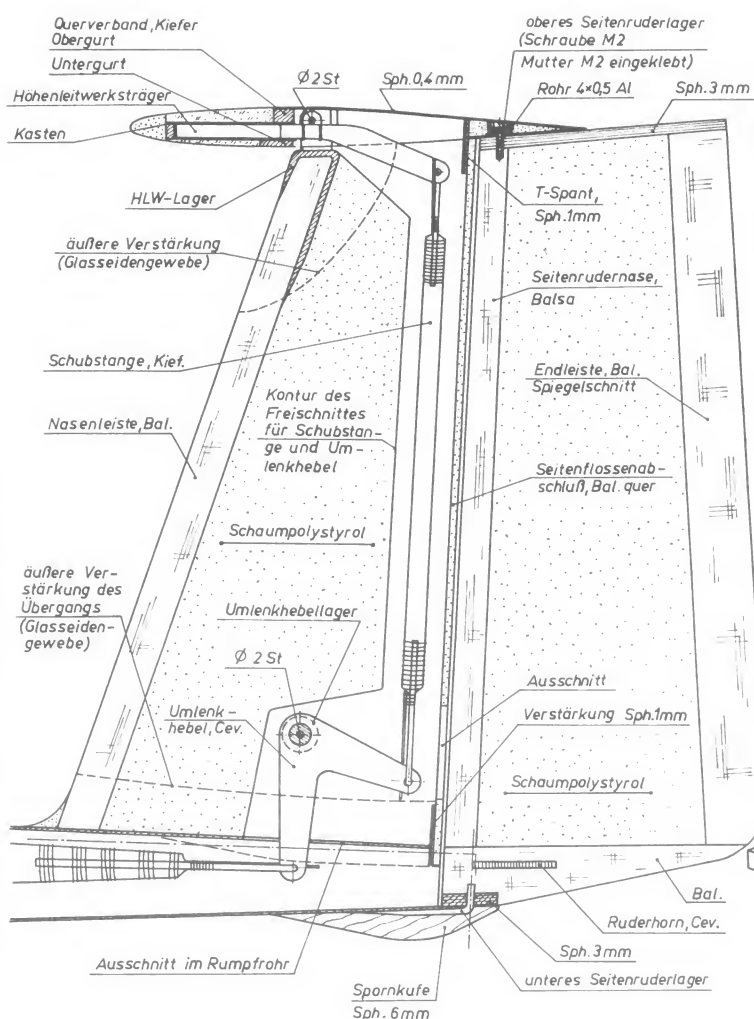 Querverband, Kiefer
Obergurt
Untergurt
Höhenleitwerksträger
Kasten
Ø 2 St
Sph. 0,4 mm
oberes Seitenruderlager
(Schraube M2
Mutter M2 eingeklebt)
Rohr 4×0,5 Al
Sph. 3 mm
HLW-Lager
T-Spant,
Sph. 1mm
äußere Verstärkung
(Glasseidengewebe)
Seitenrudernase,
Balsa
Schubstange, Kief.
Endleiste, Bal.
Spiegelschnitt
Kontur des
Freischnittes
für Schubstan-
ge und Um-
lenkhebel
Nasenleiste, Bal.
Seitenflossenab-
schluß, Bal. quer
Schaumpolystyrol
äußere Ver-
stärkung des
Übergangs
(Glasseiden-
gewebe)
Umlenkhebellager
Ø 2 St
Umlenk-
hebel, Cev.
Ausschnitt
Verstärkung Sph. 1mm
Schaumpolystyrol
Bal.
Ruderhorn, Cev.
Sph. 3 mm
unteres Seitenruderlager
Ausschnitt im Rumpfrohr
Spornkufe
Sph. 6 mm